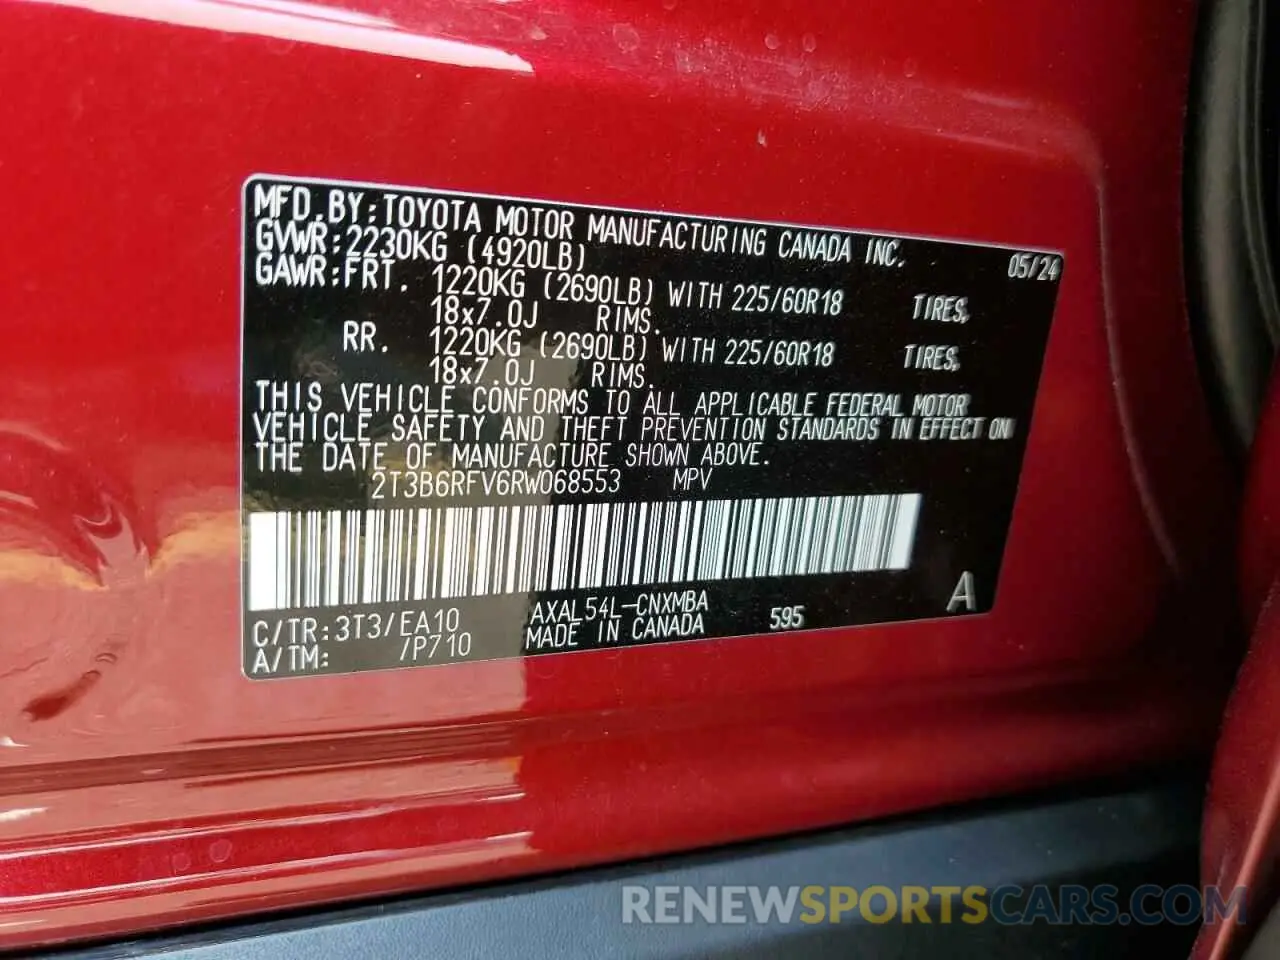 MFD.BY:TOYOTA MOTOR MANUFACTURING CANADA INC. 05/24
GVWR:2230KG (4920LB)
GAWR:FRT. 1220KG (2690LB) WITH 225/60R18 TIRES,
18x7.0J RIMS.
RR. 1220KG (2690LB) WITH 225/60R18 TIRES,
18x7.0J RIMS.
THIS VEHICLE CONFORMS TO ALL APPLICABLE FEDERAL MOTOR
VEHICLE SAFETY AND THEFT PREVENTION STANDARDS IN EFFECT ON
THE DATE OF MANUFACTURE SHOWN ABOVE.
2T3B6RFV6RW068553 MPV
C/TR:3T3/EA10 AXAL54L-CNXMBA 595 A
A/TM: /P710 MADE IN CANADA
RENEWSPORTSCARS.COM